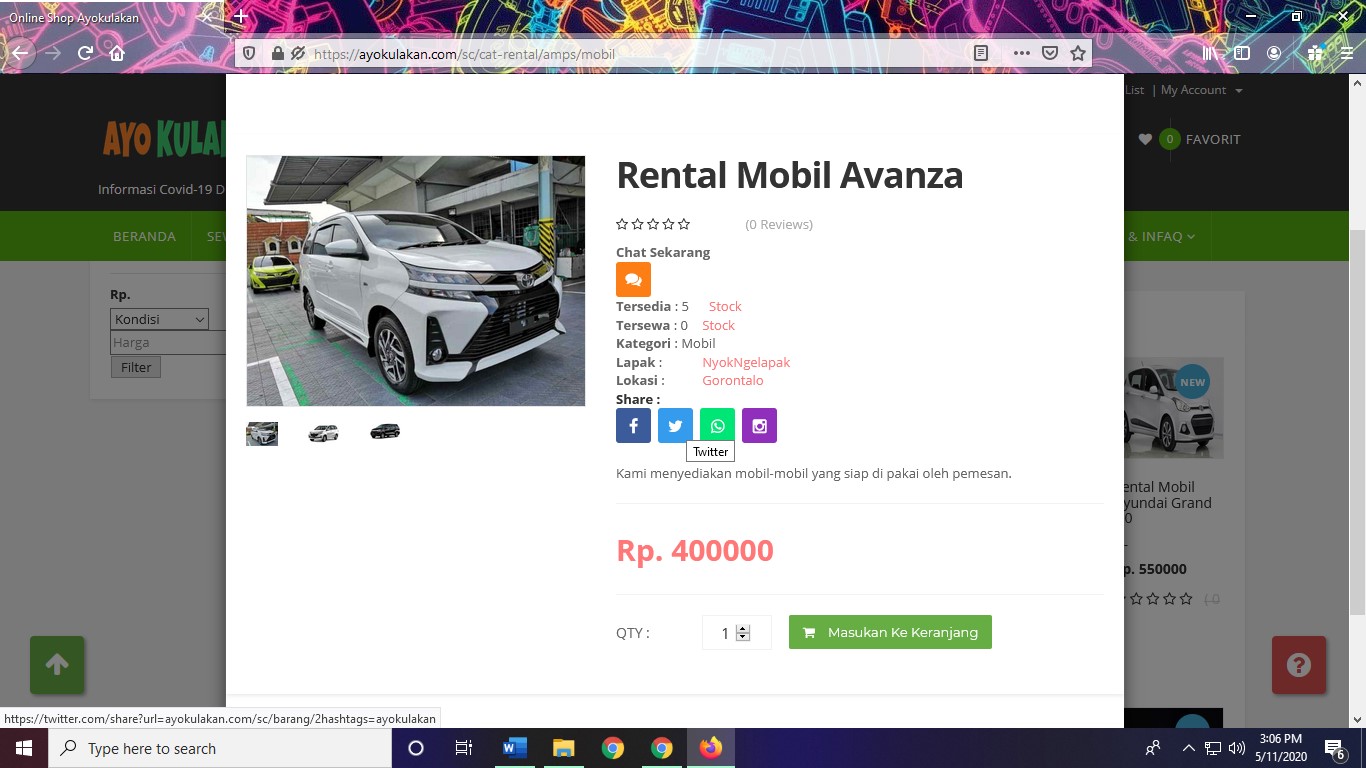 Online Shop Ayokulakan
https://ayokulakan.com/sc/cat-rental/amps/mobil
List | My Account
AYO KULA
0 FAVORIT
Informasi Covid-19 D
BERANDA
SE
& INFAQ
Rental Mobil Avanza
(0 Reviews)
Chat Sekarang
Tersedia : 5 Stock
Tersewa : 0 Stock
Kategori : Mobil
Lapak : NyokNgelapak
Lokasi : Gorontalo
Share :
Twitter
Kami menyediakan mobil-mobil yang siap di pakai oleh pemesan.
Rp. 400000
QTY : 1 Masukan Ke Keranjang
Rp.
Kondisi
Harga
Filter
NEW
ental Mobil
yundai Grand
0
p. 550000
( 0
https://twitter.com/share?url=ayokulakan.com/sc/barang/2hashtags=ayokulakan
Type here to search
3:06 PM
5/11/2020
6